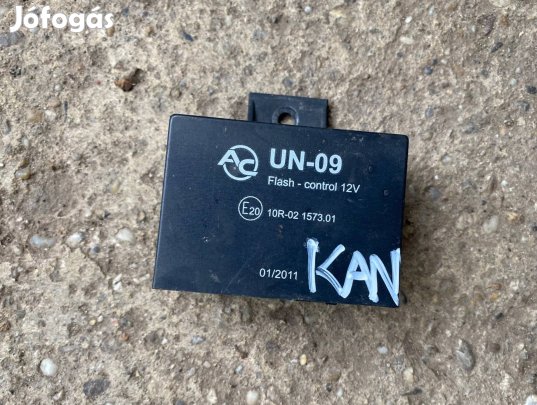 Jófogás
AC UN-09
Flash - control 12V
E20 10R-02 1573.01
01/2011 KAN